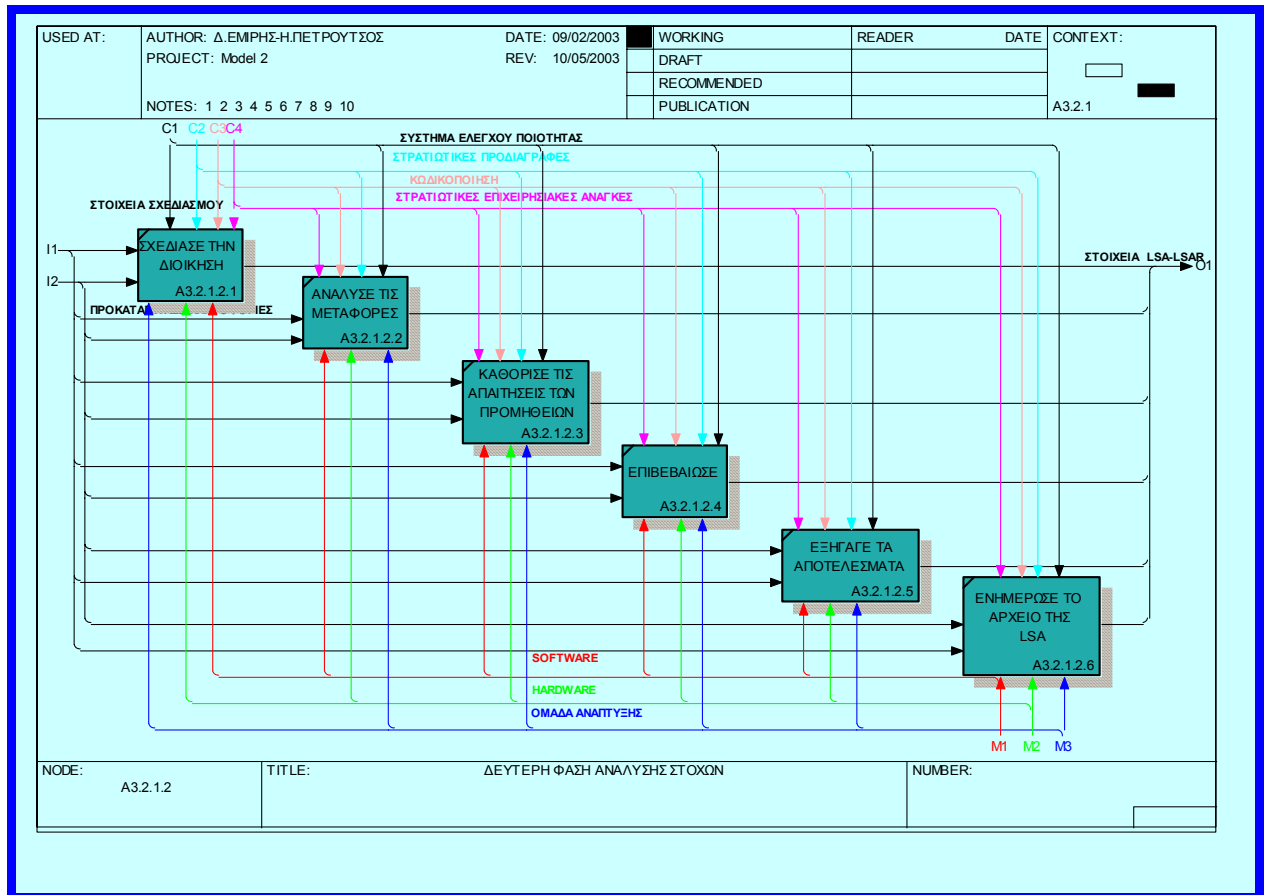 USED AT:
AUTHOR: Δ.ΕΜΙΡΗΣ-Η.ΠΕΤΡΟΥΤΣΟΣ
DATE: 09/02/2003
WORKING
READER
DATE
CONTEXT:
PROJECT: Model 2
REV: 10/05/2003
DRAFT
RECOMMENDED
NOTES: 1 2 3 4 5 6 7 8 9 10
PUBLICATION
A3.2.1
C1 C2 C3 C4
ΣΥΣΤΗΜΑ ΕΛΕΓΧΟΥ ΠΟΙΟΤΗΤΑΣ
ΣΤΡΑΤΙΩΤΙΚΕΣ ΠΡΟΔΙΑΓΡΑΦΕΣ
ΚΩΔΙΚΟΠΟΙΗΣΗ
ΣΤΡΑΤΙΩΤΙΚΕΣ ΕΠΙΧΕΙΡΗΣΙΑΚΕΣ ΑΝΑΓΚΕΣ
ΣΤΟΙΧΕΙΑ ΣΧΕΔΙΑΣΜΟΥ
I1
ΣΧΕΔΙΑΣΕ ΤΗΝ
ΔΙΟΙΚΗΣΗ
A3.2.1.2.1
ΣΤΟΙΧΕΙΑ LSA-LSAR
O1
I2
ΑΝΑΛΥΣΕ ΤΙΣ
ΜΕΤΑΦΟΡΕΣ
A3.2.1.2.2
ΚΑΘΟΡΙΣΕ ΤΙΣ
ΑΠΑΙΤΗΣΕΙΣ ΤΩΝ
ΠΡΟΜΗΘΕΙΩΝ
A3.2.1.2.3
ΕΠΙΒΕΒΑΙΩΣΕ
A3.2.1.2.4
ΕΞΗΓΑΓΕ ΤΑ
ΑΠΟΤΕΛΕΣΜΑΤΑ
A3.2.1.2.5
ΕΝΗΜΕΡΩΣΕ ΤΟ
ΑΡΧΕΙΟ ΤΗΣ
LSA
A3.2.1.2.6
SOFTWARE
HARDWARE
ΟΜΑΔΑ ΑΝΑΠΤΥΞΗΣ
M1 M2 M3
NODE:
A3.2.1.2
TITLE:
ΔΕΥΤΕΡΗ ΦΑΣΗ ΑΝΑΛΥΣΗΣ ΣΤΟΧΩΝ
NUMBER: